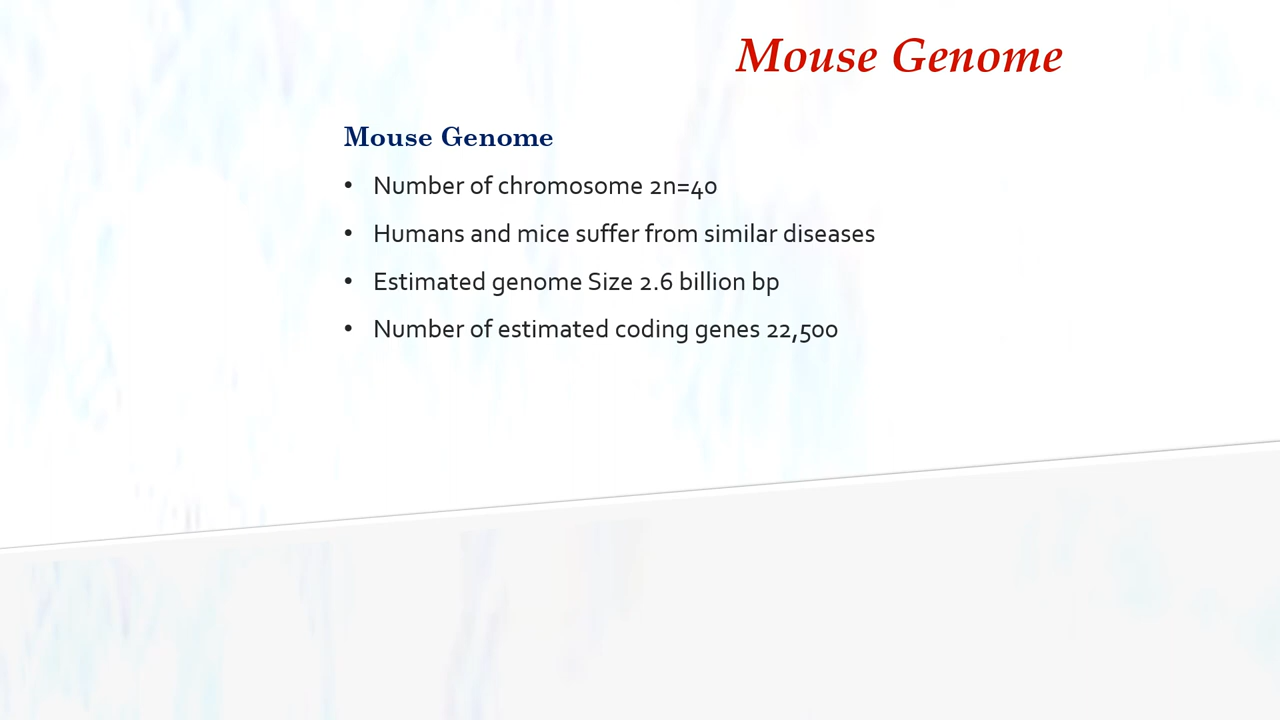 Mouse Genome
Mouse Genome
• Number of chromosome 2n=40
• Humans and mice suffer from similar diseases
• Estimated genome Size 2.6 billion bp
• Number of estimated coding genes 22,500